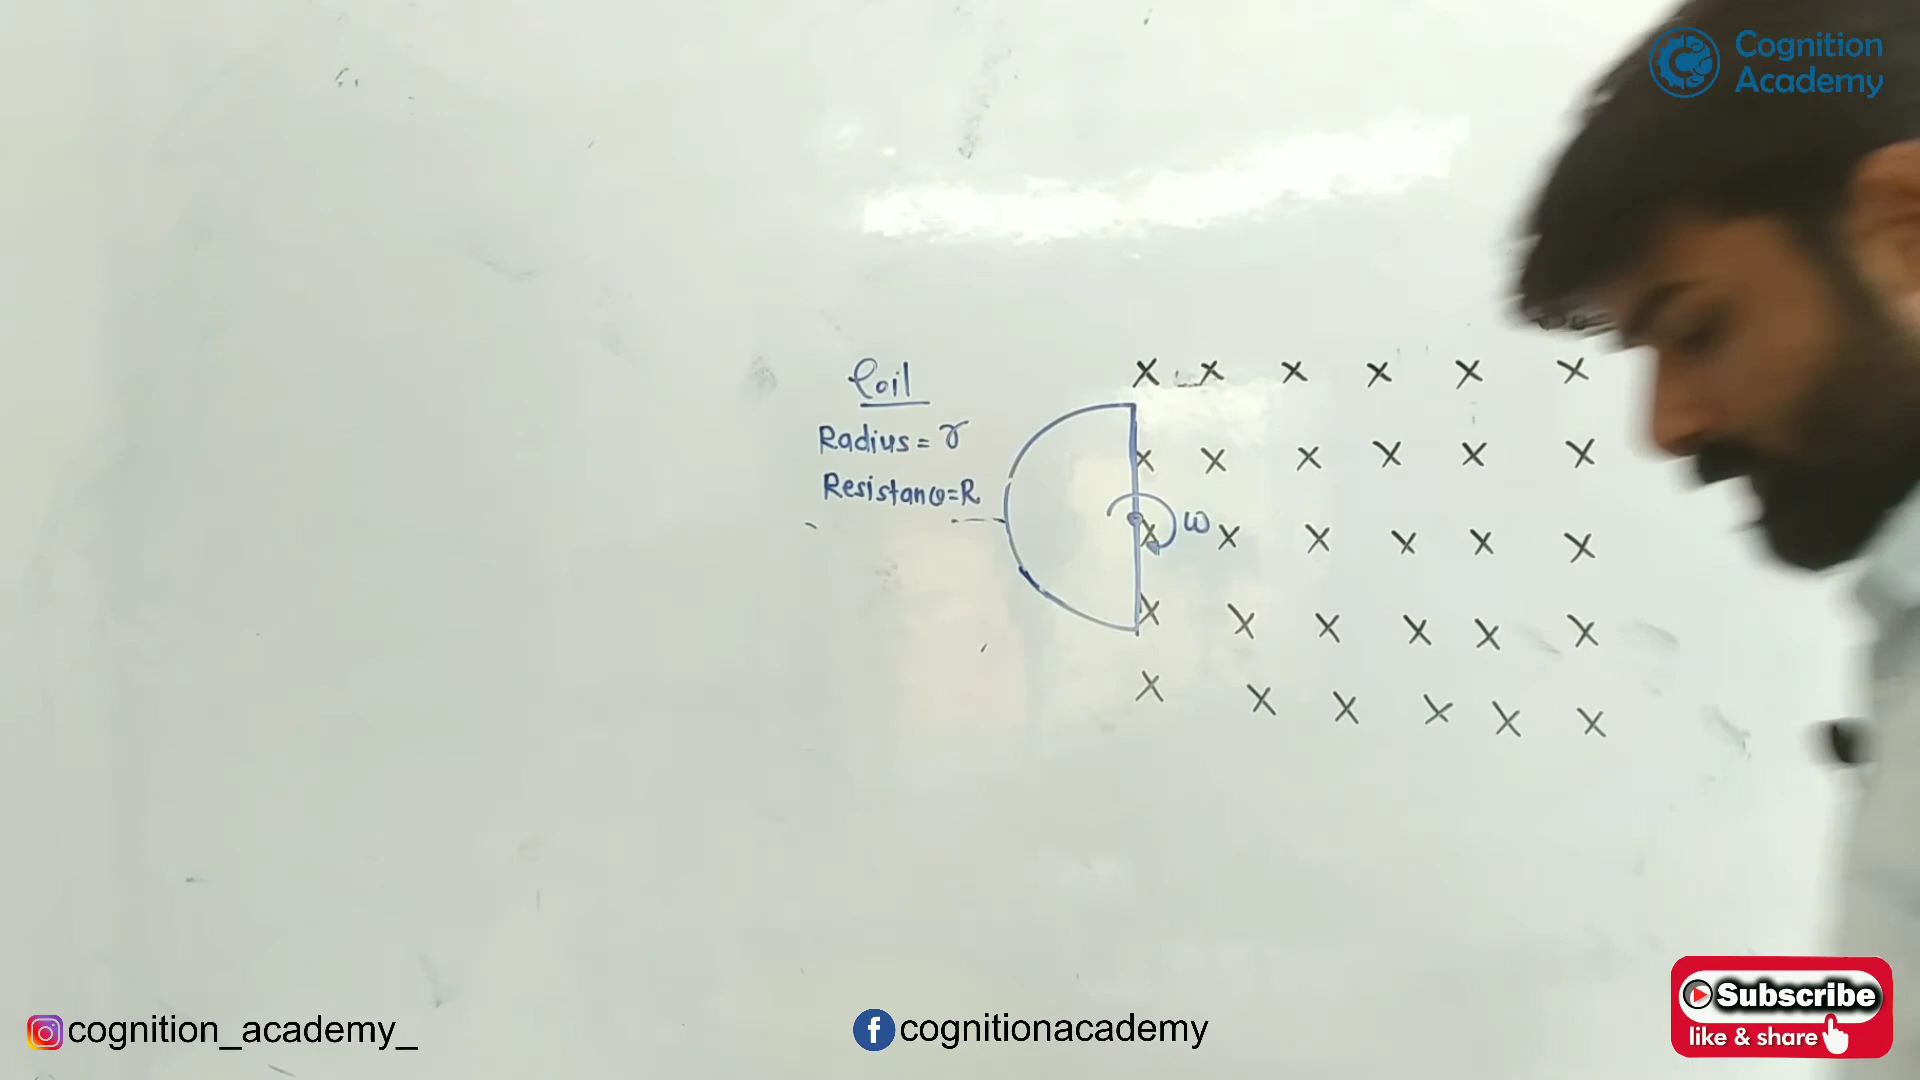 Cognition
Academy
Coil
Radius = r
Resistance=R
ω
x x x x x x
x x x x x x
x x x x x x
x x x x x x
x x x x x x
cognition_academy_
cognitionacademy
Subscribe
like & share